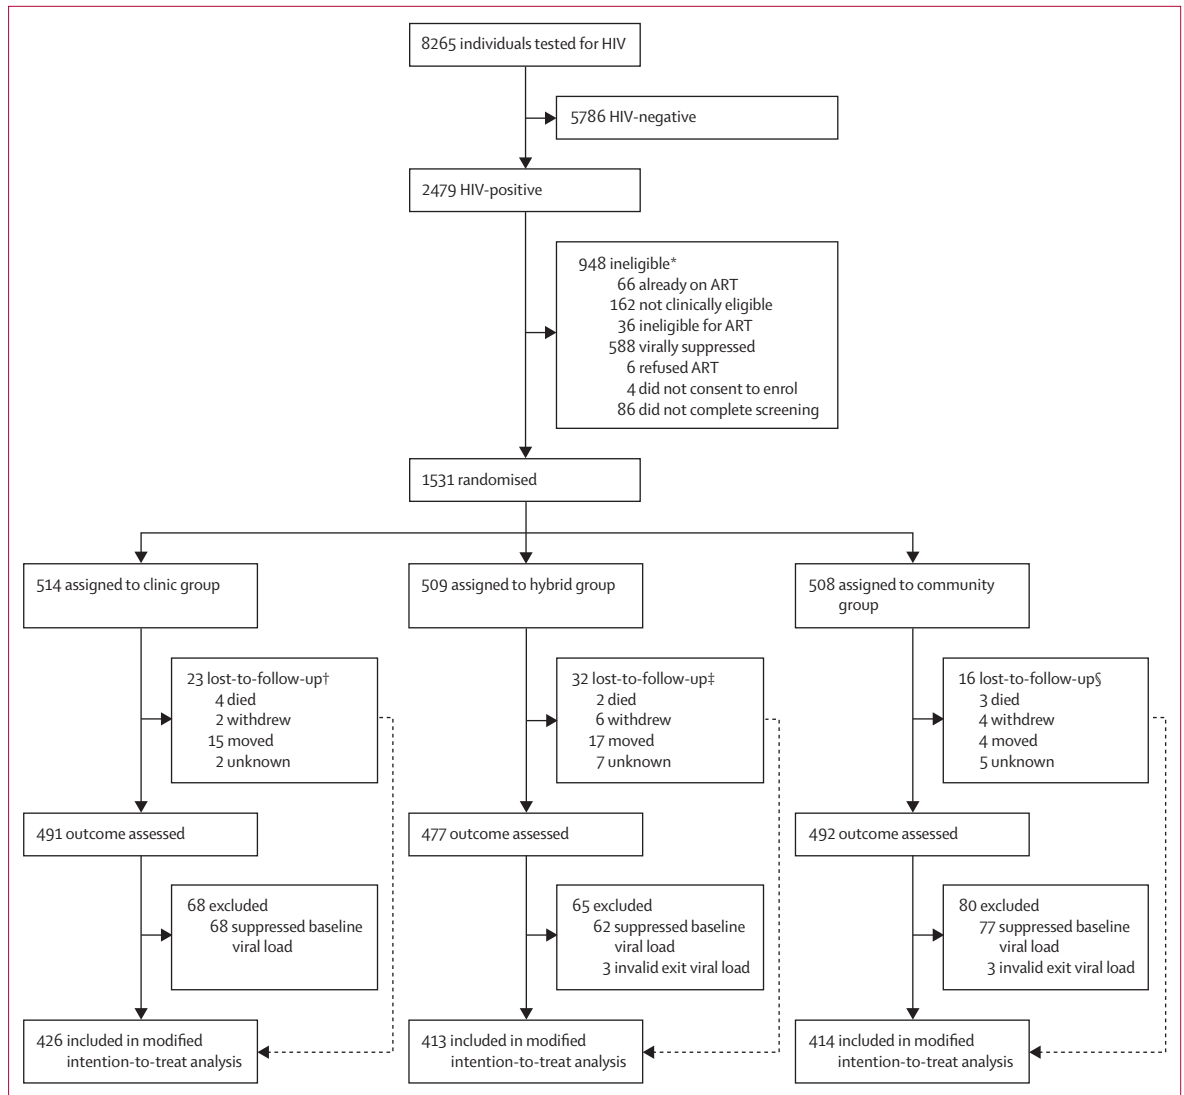 8265 individuals tested for HIV
5786 HIV-negative
2479 HIV-positive
948 ineligible*
66 already on ART
162 not clinically eligible
36 ineligible for ART
588 virally suppressed
6 refused ART
4 did not consent to enrol
86 did not complete screening
1531 randomised
514 assigned to clinic group
509 assigned to hybrid group
508 assigned to community
group
23 lost-to-follow-up†
4 died
2 withdrew
15 moved
2 unknown
32 lost-to-follow-up‡
2 died
6 withdrew
17 moved
7 unknown
16 lost-to-follow-up§
3 died
4 withdrew
4 moved
5 unknown
491 outcome assessed
477 outcome assessed
492 outcome assessed
68 excluded
68 suppressed baseline
viral load
65 excluded
62 suppressed baseline
viral load
3 invalid exit viral load
80 excluded
77 suppressed baseline
viral load
3 invalid exit viral load
426 included in modified
intention-to-treat analysis
413 included in modified
intention-to-treat analysis
414 included in modified
intention-to-treat analysis